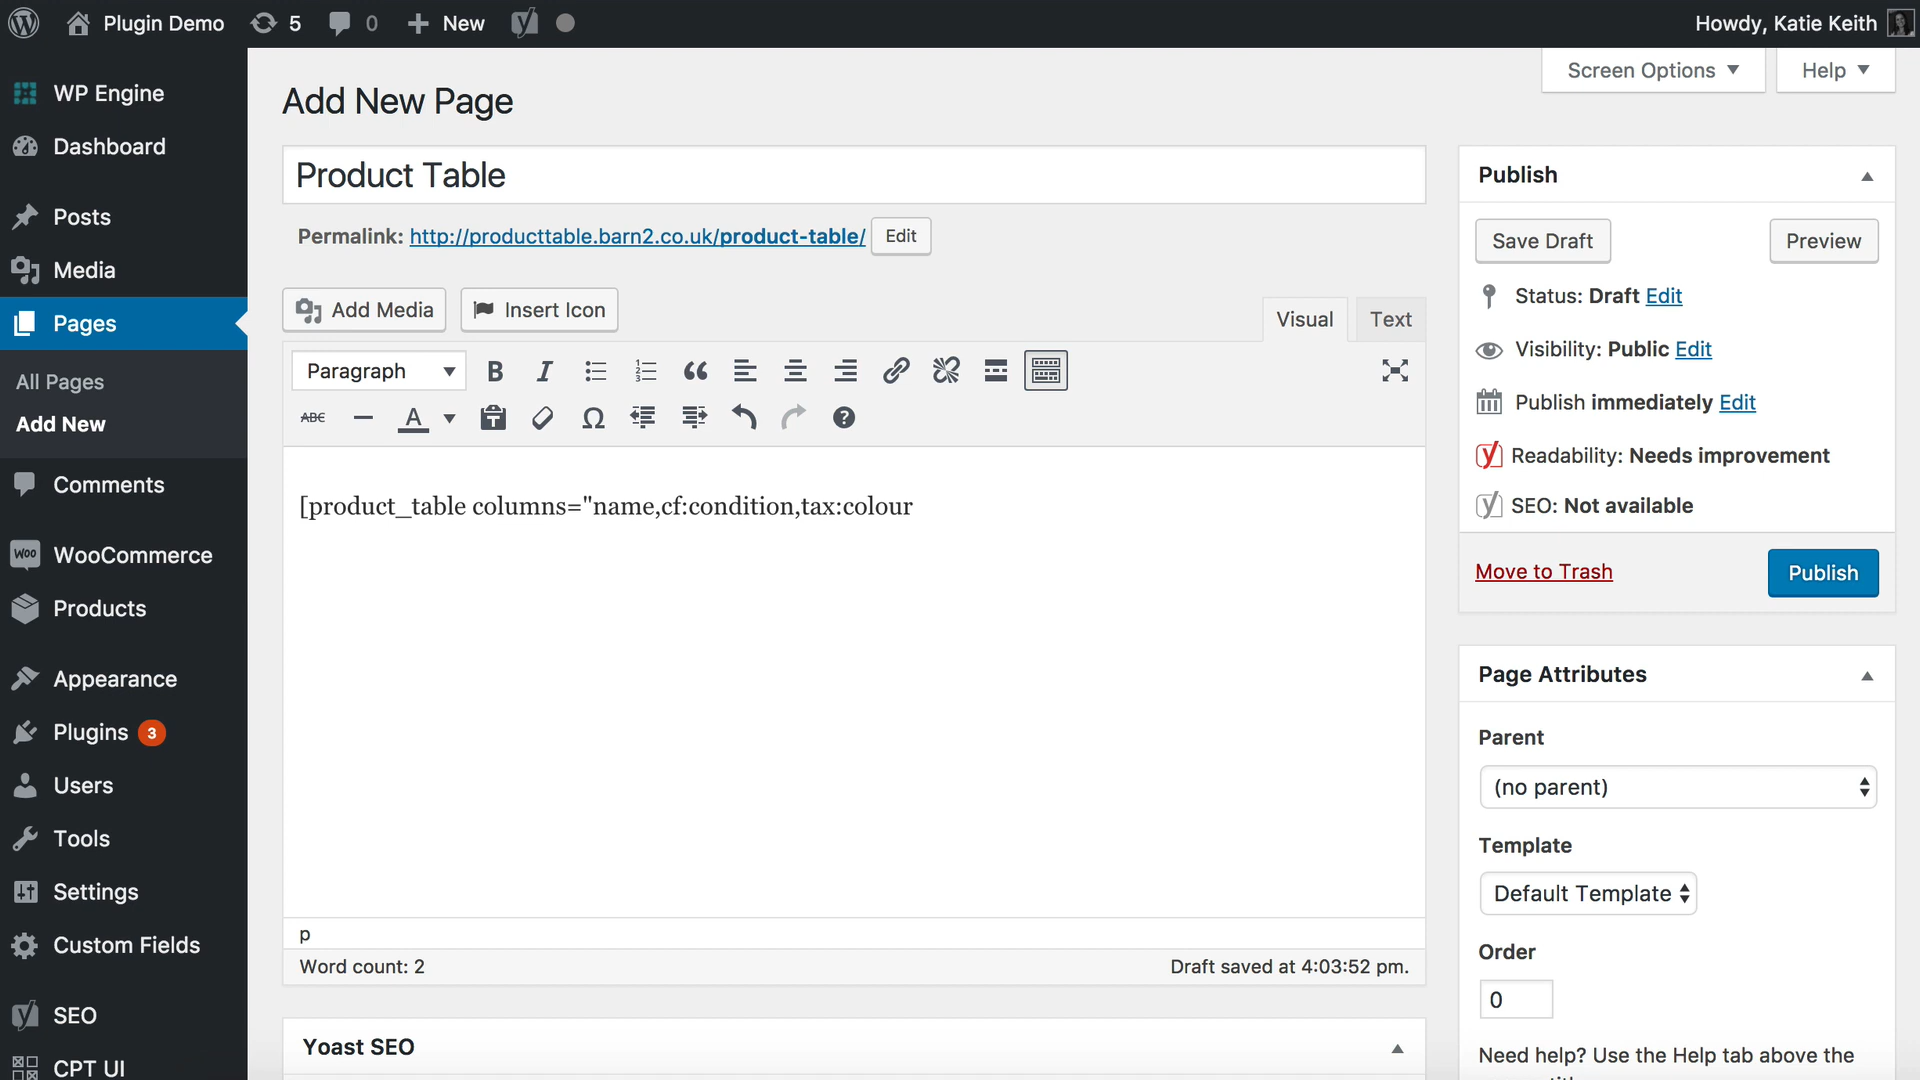 Plugin Demo 5 0 New Howdy, Katie Keith
Screen Options Help
WP Engine
Dashboard
Posts
Media
Pages
All Pages
Add New
Comments
WOO WooCommerce
Products
Appearance
Plugins 3
Users
Tools
Settings
Custom Fields
SEO
CPT UI
Add New Page
Product Table
Permalink: http://producttable.barn2.co.uk/product-table/ Edit
Add Media Insert Icon
Visual Text
Paragraph B I
ABC A
[product_table columns="name,cf:condition,tax:colour
p
Word count: 2 Draft saved at 4:03:52 pm.
Yoast SEO
Publish
Save Draft Preview
Status: Draft Edit
Visibility: Public Edit
Publish immediately Edit
Readability: Needs improvement
SEO: Not available
Move to Trash Publish
Page Attributes
Parent
(no parent)
Template
Default Template
Order
0
Need help? Use the Help tab above the